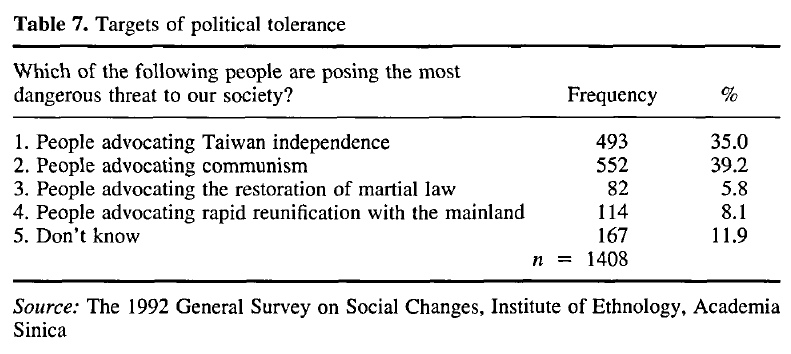 Table 7. Targets of political tolerance
Which of the following people are posing the most
dangerous threat to our society? Frequency %
1. People advocating Taiwan independence 493 35.0
2. People advocating communism 552 39.2
3. People advocating the restoration of martial law 82 5.8
4. People advocating rapid reunification with the mainland 114 8.1
5. Don't know 167 11.9
n = 1408
Source: The 1992 General Survey on Social Changes, Institute of Ethnology, Academia
Sinica